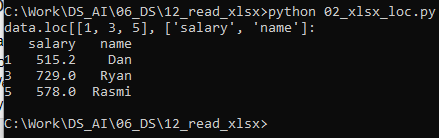 C:\Work\DS_AI\06_DS\12_read_xlsx>python 02_xlsx_loc.py
data.loc[[1, 3, 5], ['salary', 'name']:
   salary   name
1   515.2    Dan
3   729.0   Ryan
5   578.0  Rasmi

C:\Work\DS_AI\06_DS\12_read_xlsx>